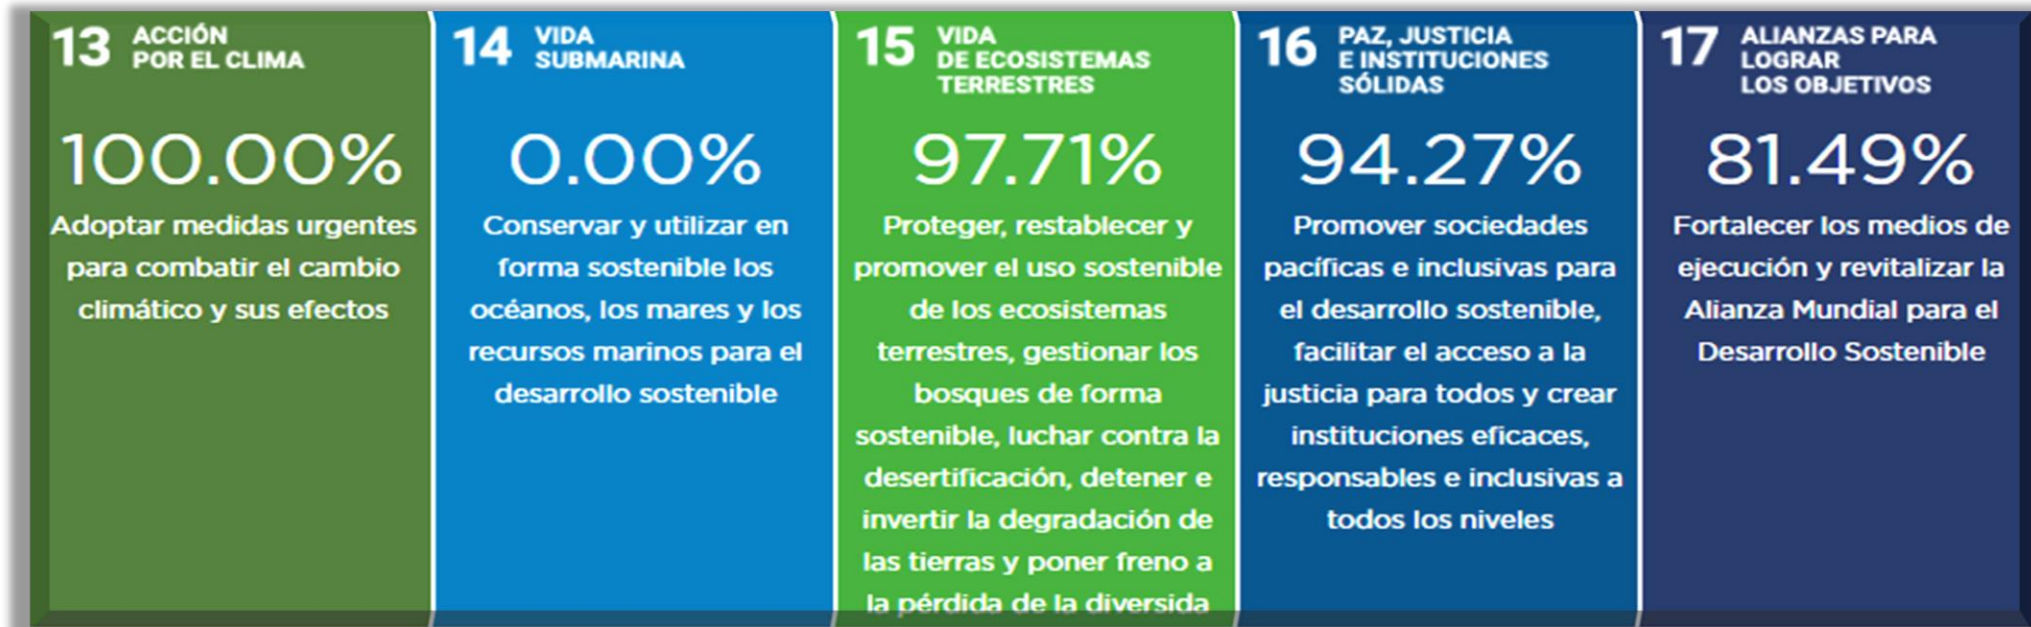 13 ACCIÓN
POR EL CLIMA
100.00%
Adoptar medidas urgentes
para combatir el cambio
climático y sus efectos
14 VIDA
SUBMARINA
0.00%
Conservar y utilizar en
forma sostenible los
océanos, los mares y los
recursos marinos para el
desarrollo sostenible
15 VIDA
DE ECOSISTEMAS
TERRESTRES
97.71%
Proteger, restablecer y
promover el uso sostenible
de los ecosistemas
terrestres, gestionar los
bosques de forma
sostenible, luchar contra la
desertificación, detener e
invertir la degradación de
las tierras y poner freno a
la pérdida de la diversida
16 PAZ, JUSTICIA
E INSTITUCIONES
SÓLIDAS
94.27%
Promover sociedades
pacíficas e inclusivas para
el desarrollo sostenible,
facilitar el acceso a la
justicia para todos y crear
instituciones eficaces,
responsables e inclusivas a
todos los niveles
17 ALIANZAS PARA
LOGRAR
LOS OBJETIVOS
81.49%
Fortalecer los medios de
ejecución y revitalizar la
Alianza Mundial para el
Desarrollo Sostenible